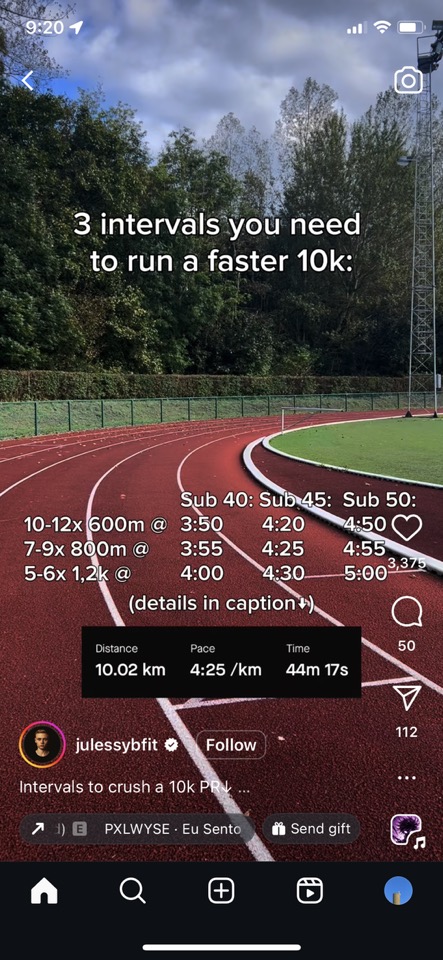 9:20
3 intervals you need
to run a faster 10k:
Sub 40: Sub 45: Sub 50:
10-12x 600m @ 3:50 4:20 4:50
7-9x 800m @ 3:55 4:25 4:55
5-6x 1,2k @ 4:00 4:30 5:00
3,375
(details in caption↓)
50
Distance Pace Time
10.02 km 4:25 /km 44m 17s
112
julessybfit Follow
Intervals to crush a 10k PR↓ ...
d) E PXLWYSE · Eu Sento Send gift